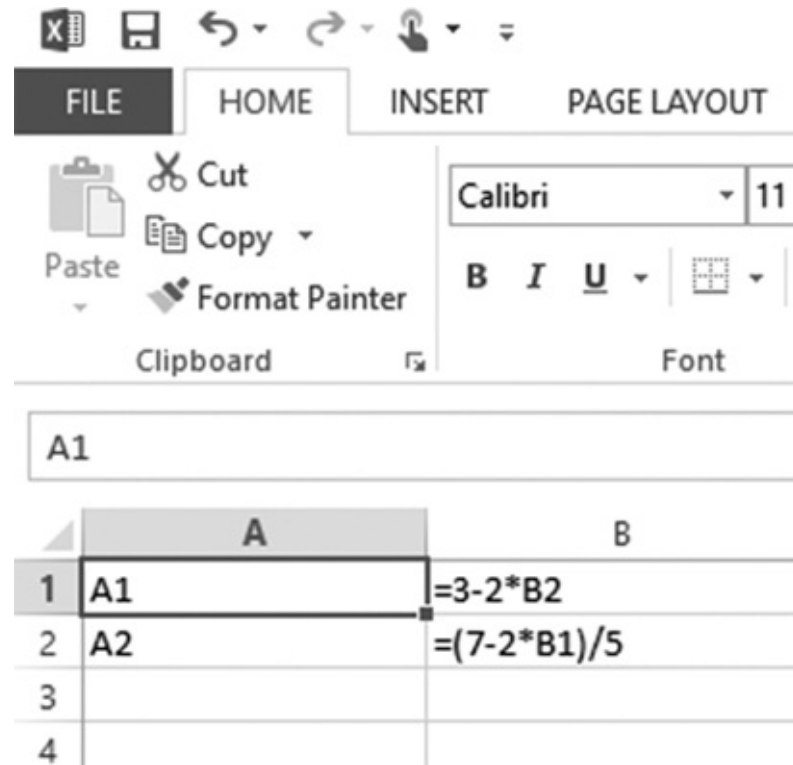 FILE HOME INSERT PAGE LAYOUT
Cut
Calibri 11
Copy
Paste
B I U
Format Painter
Clipboard Font
A1
A B
1 A1 =3-2*B2
2 A2 =(7-2*B1)/5
3
4